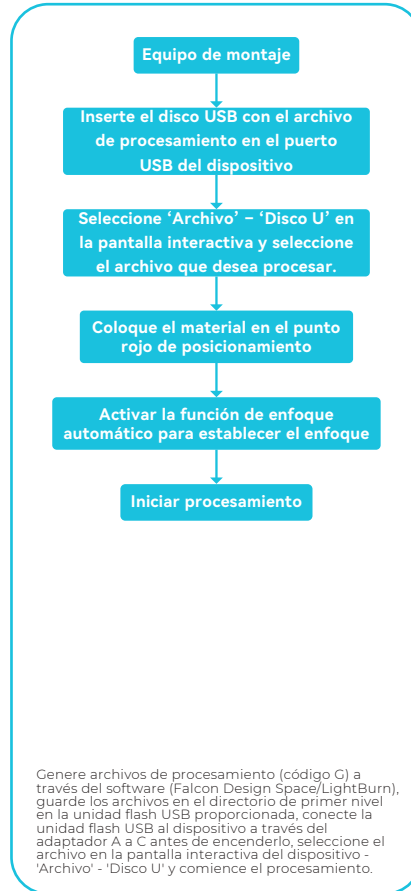 Equipo de montaje
Inserte el disco USB con el archivo
de procesamiento en el puerto
USB del dispositivo
Seleccione ‘Archivo’ – ‘Disco U’ en
la pantalla interactiva y seleccione
el archivo que desea procesar.
Coloque el material en el punto
rojo de posicionamiento
Activar la función de enfoque
automático para establecer el enfoque
Iniciar procesamiento
Genere archivos de procesamiento (código G) a
través del software (Falcon Design Space/LightBurn),
guarde los archivos en el directorio de primer nivel
en la unidad flash USB proporcionada, conecte la
unidad flash USB al dispositivo a través del
adaptador A a C antes de encenderlo, seleccione el
archivo en la pantalla interactiva del dispositivo -
'Archivo' - 'Disco U' y comience el procesamiento.